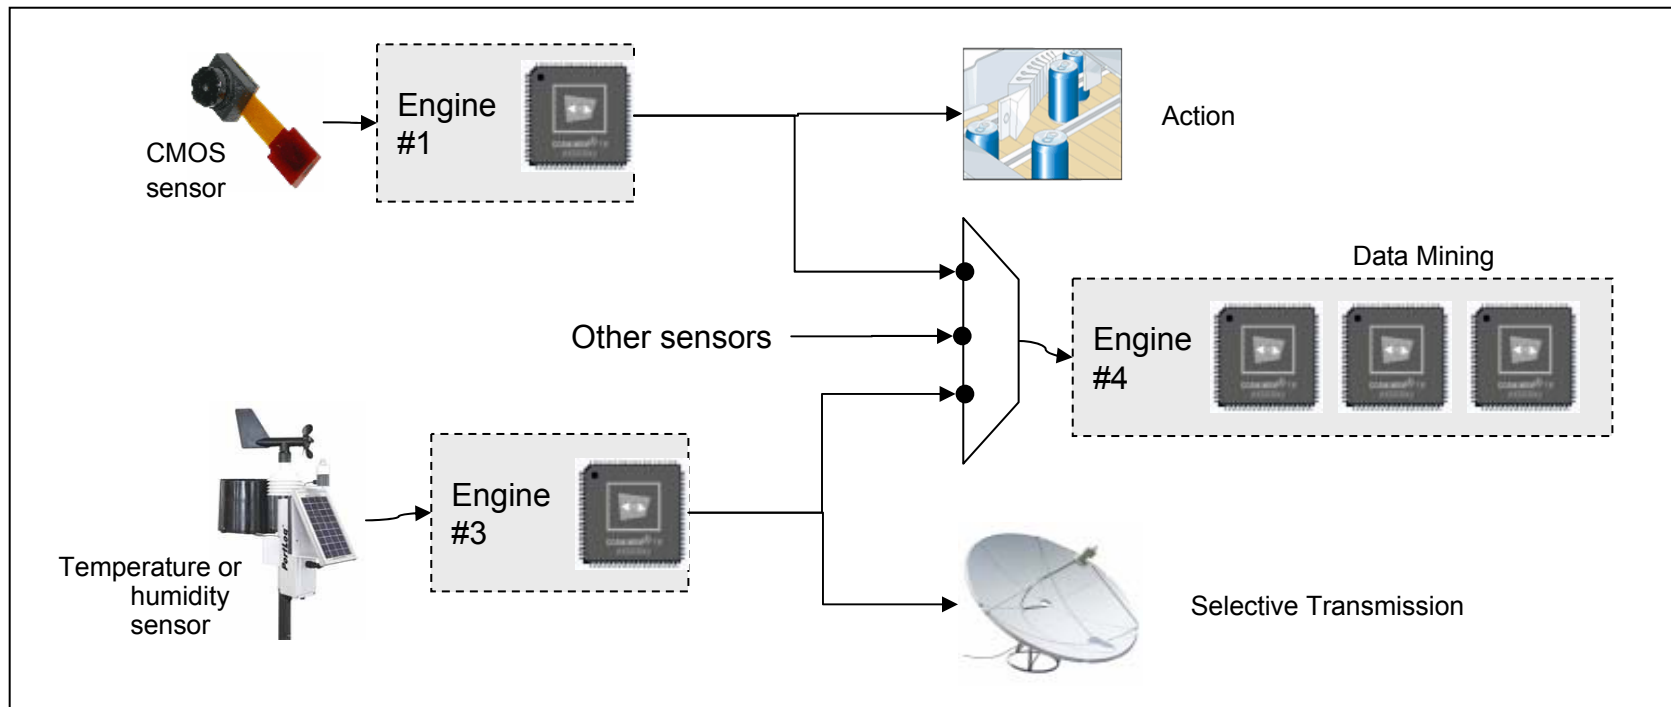 Engine
#1
CMOS
sensor
Action
Data Mining
Other sensors
Engine
#4
Engine
#3
PortLog
Temperature or
humidity
sensor
Selective Transmission